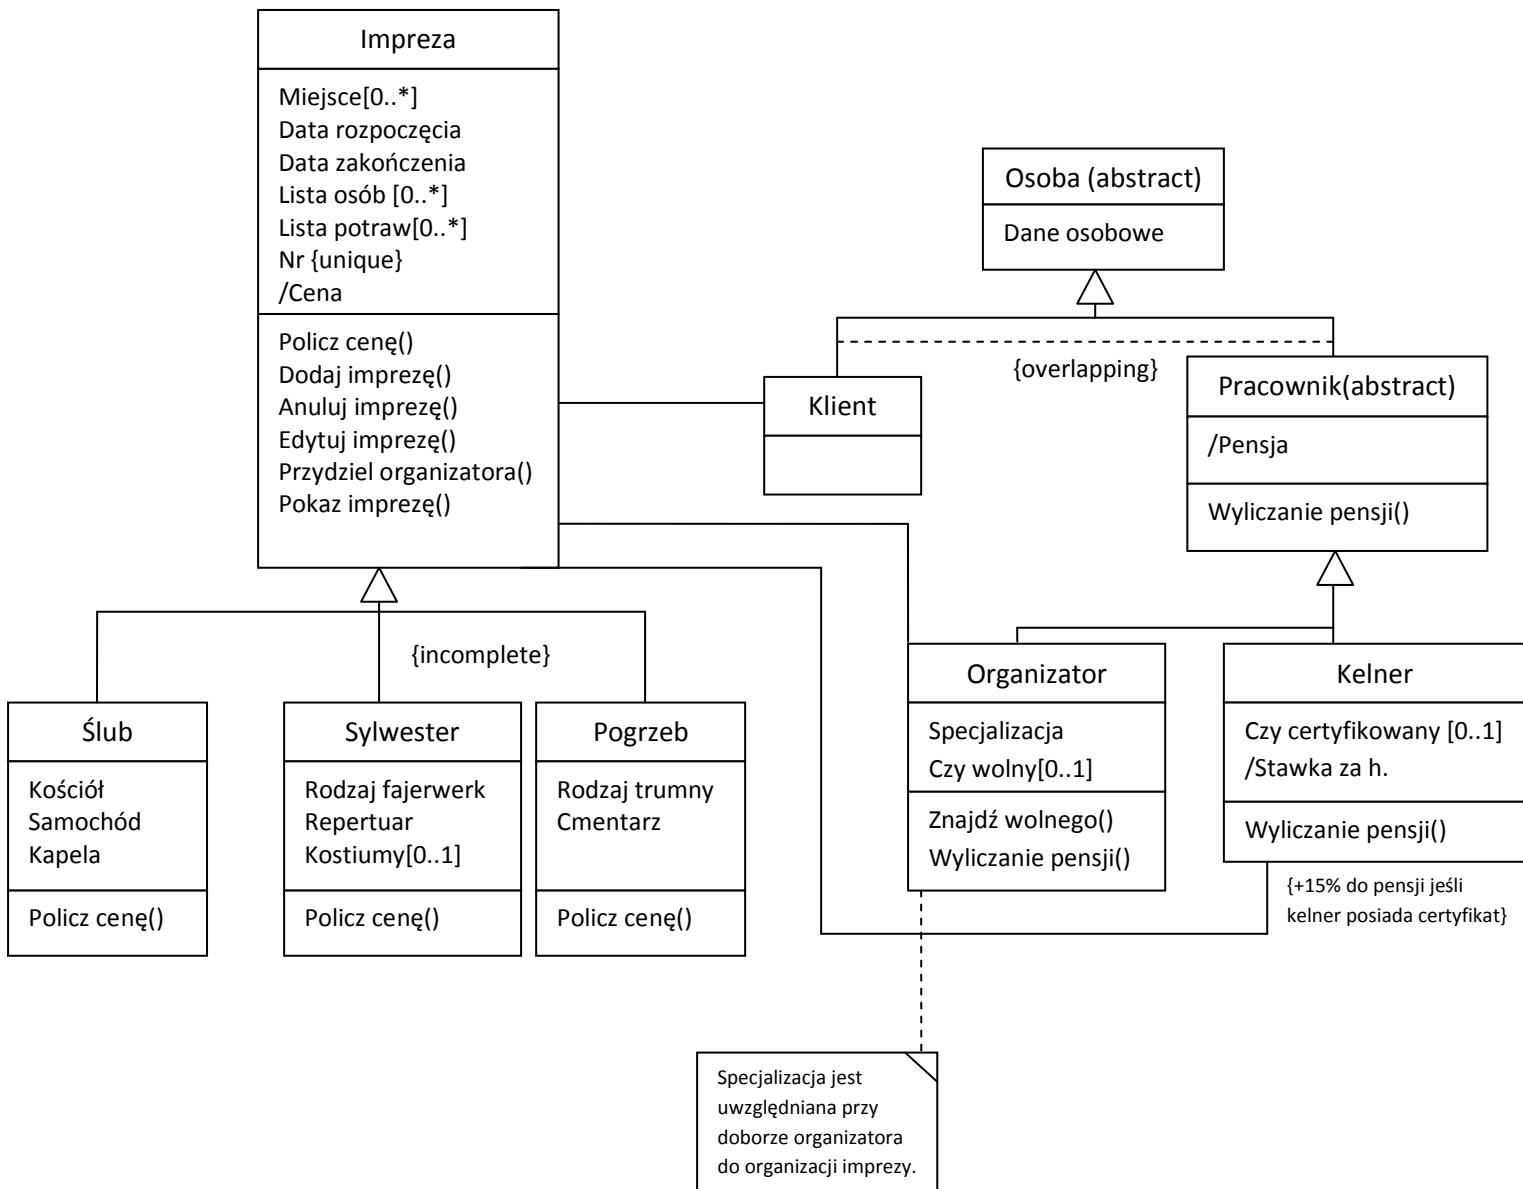 Impreza
Miejsce[0..*]
Data rozpoczęcia
Data zakończenia
Lista osób [0..*]
Lista potraw[0..*]
Nr {unique}
/Cena
Policz cenę()
Dodaj imprezę()
Anuluj imprezę()
Edytuj imprezę()
Przydziel organizatora()
Pokaz imprezę()
Osoba (abstract)
Dane osobowe
{overlapping}
Klient
Pracownik(abstract)
/Pensja
Wyliczanie pensji()
{incomplete}
Ślub
Kościół
Samochód
Kapela
Policz cenę()
Sylwester
Rodzaj fajerwerk
Repertuar
Kostiumy[0..1]
Policz cenę()
Pogrzeb
Rodzaj trumny
Cmentarz
Policz cenę()
Organizator
Specjalizacja
Czy wolny[0..1]
Znajdź wolnego()
Wyliczanie pensji()
Kelner
Czy certyfikowany [0..1]
/Stawka za h.
Wyliczanie pensji()
{+15% do pensji jeśli
kelner posiada certyfikat}
Specjalizacja jest
uwzględniana przy
doborze organizatora
do organizacji imprezy.